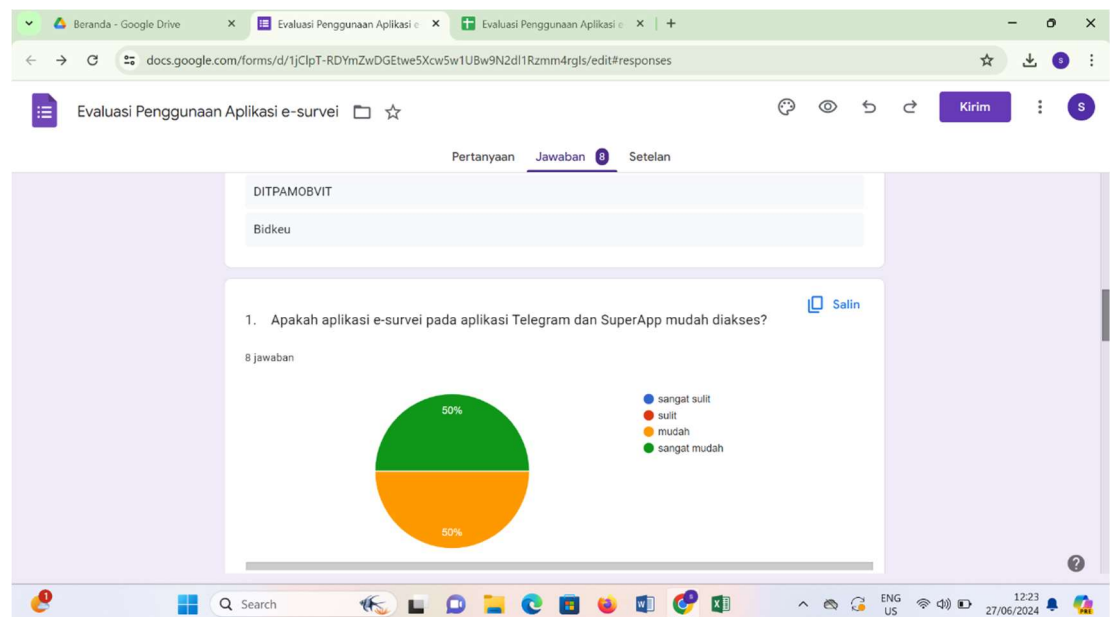 Beranda - Google Drive
Evaluasi Penggunaan Aplikasi e-
Evaluasi Penggunaan Aplikasi e
docs.google.com/forms/d/1jClpT-RDYmZwDGEtwe5Xcw5w1UBw9N2dl1Rzmm4rgls/edit#responses
S
Evaluasi Penggunaan Aplikasi e-survei
Kirim
S
Pertanyaan Jawaban 8 Setelan
DITPAMOBVIT
Bidkeu
Salin
1. Apakah aplikasi e-survei pada aplikasi Telegram dan SuperApp mudah diakses?
8 jawaban
50%
50%
sangat sulit
sulit
mudah
sangat mudah
1
Search
ENG
US
12:23
27/06/2024
PRE